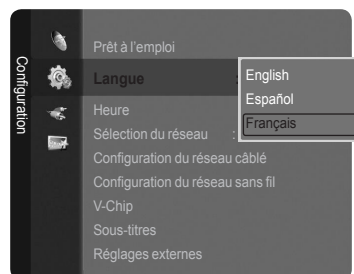 Configuration
Prêt à l'emploi
Langue :
English
Español
Français
Heure
Sélection du réseau :
Configuration du réseau câblé
Configuration du réseau sans fil
V-Chip
Sous-titres
Réglages externes